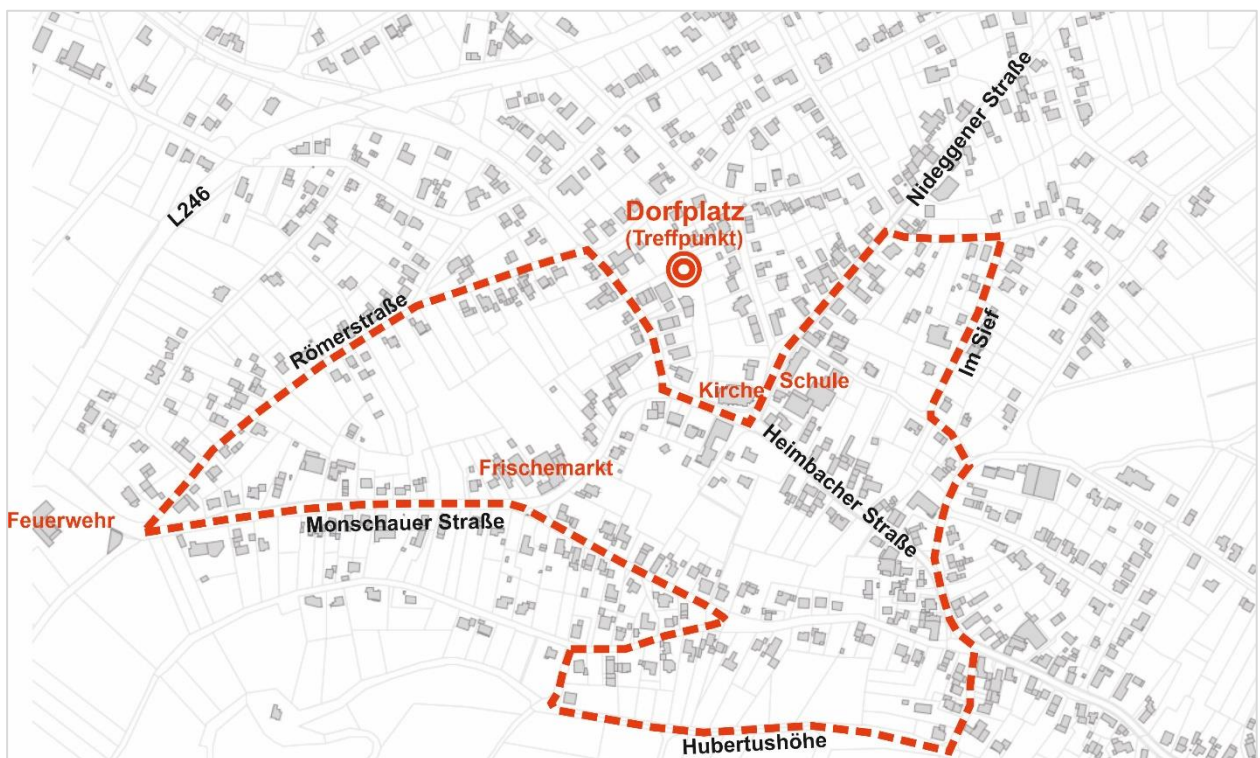 Nideggener Straße
L246
Dorfplatz
(Treffpunkt)
Römerstraße
Im Sief
Kirche
Schule
Heimbacher Straße
Frischemarkt
Feuerwehr
Monschauer Straße
Hubertushöhe